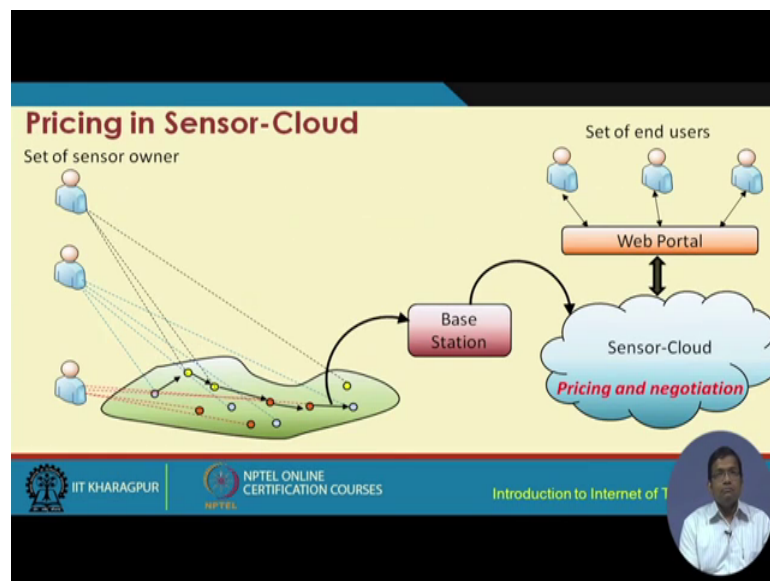 Pricing in Sensor-Cloud
Set of sensor owner
Set of end users
Web Portal
Base
Station
Sensor-Cloud
Pricing and negotiation
IIT KHARAGPUR
NPTEL
NPTEL ONLINE
CERTIFICATION COURSES
Introduction to Internet of T